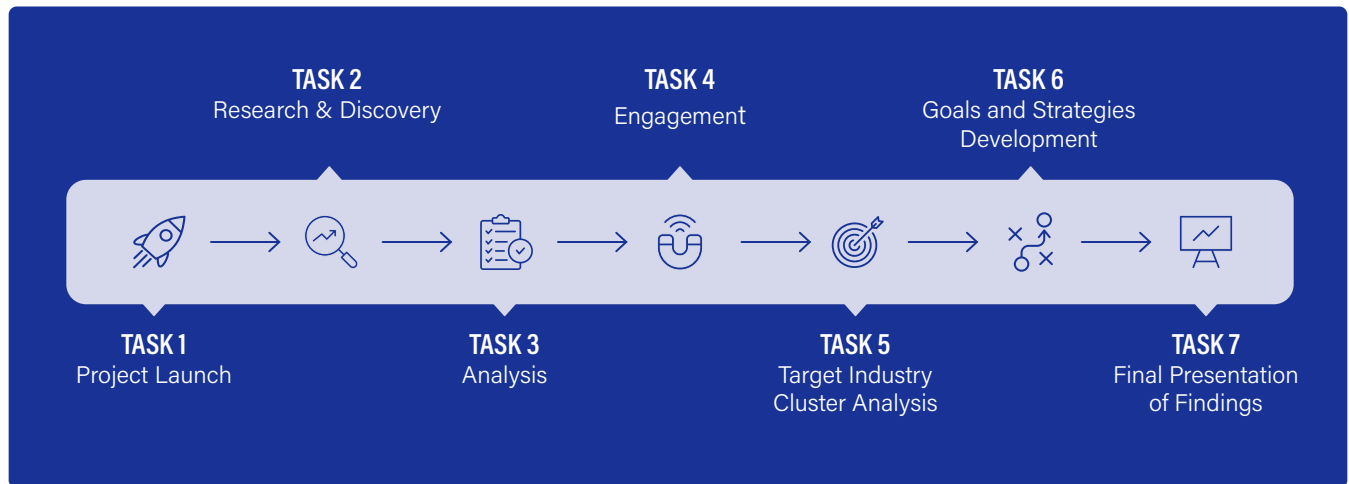 TASK 2
Research & Discovery
TASK 4
Engagement
TASK 6
Goals and Strategies
Development
TASK 1
Project Launch
TASK 3
Analysis
TASK 5
Target Industry
Cluster Analysis
TASK 7
Final Presentation
of Findings